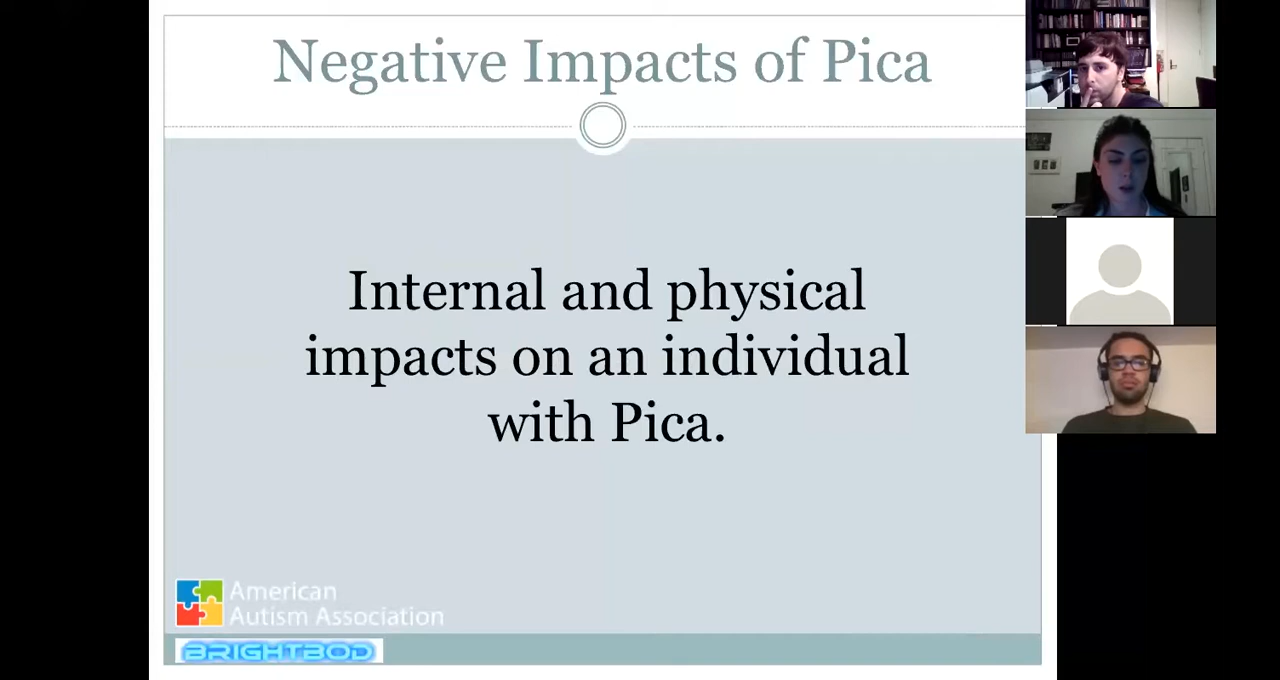 Negative Impacts of Pica
Internal and physical
impacts on an individual
with Pica.
American
Autism Association
BRIGHTBOD